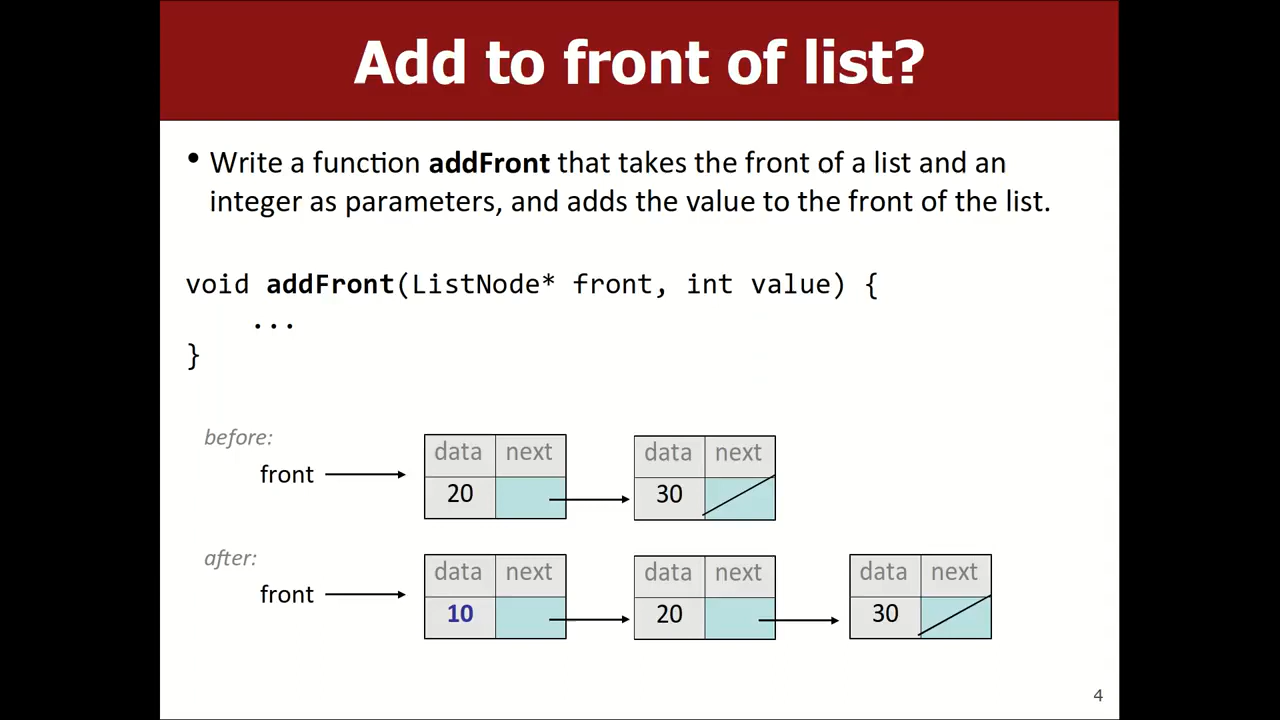 Add to front of list?
• Write a function addFront that takes the front of a list and an
integer as parameters, and adds the value to the front of the list.
void addFront(ListNode* front, int value) {
...
}
before:
front
data next
20
data next
30
after:
front
data next
10
data next
20
data next
30
4